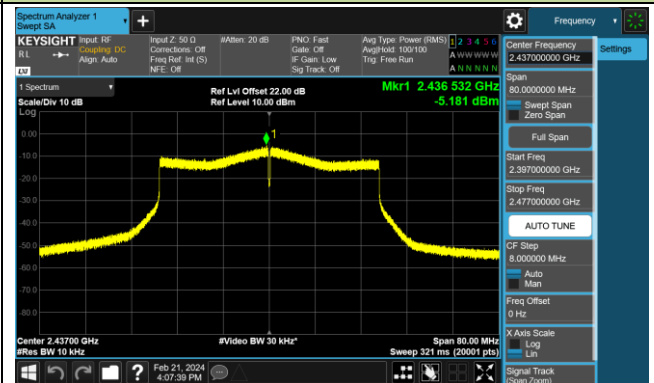 Spectrum Analyzer 1
Swept SA
Frequency
KEYSIGHT
RL
Input: RF
Coupling: DC
Align: Auto
Input Z: 50 Ω
Corrections: Off
Freq Ref: Int (S)
NFE: Off
#Atten: 20 dB
PNO: Fast
Gate: Off
IF Gain: Low
Sig Track: Off
Avg Type: Power (RMS)
Avg|Hold: 100/100
Trig: Free Run
1 2 3 4 5 6
A W W W W W
A N N N N N
LXI
1 Spectrum
Scale/Div 10 dB
Log
Ref Lvl Offset 22.00 dB
Ref Level 10.00 dBm
Mkr1 2.436 532 GHz
-5.181 dBm
1
0.00
-10.0
-20.0
-30.0
-40.0
-50.0
-60.0
-70.0
-80.0
Center 2.43700 GHz
#Res BW 10 kHz
#Video BW 30 kHz*
Span 80.00 MHz
Sweep 321 ms (20001 pts)
Feb 21, 2024
4:07:39 PM
Center Frequency
2.437000000 GHz
Settings
Span
80.0000000 MHz
Swept Span
Zero Span
Full Span
Start Freq
2.397000000 GHz
Stop Freq
2.477000000 GHz
AUTO TUNE
CF Step
8.000000 MHz
Auto
Man
Freq Offset
0 Hz
X Axis Scale
Log
Lin
Signal Track
(Span Zoom)